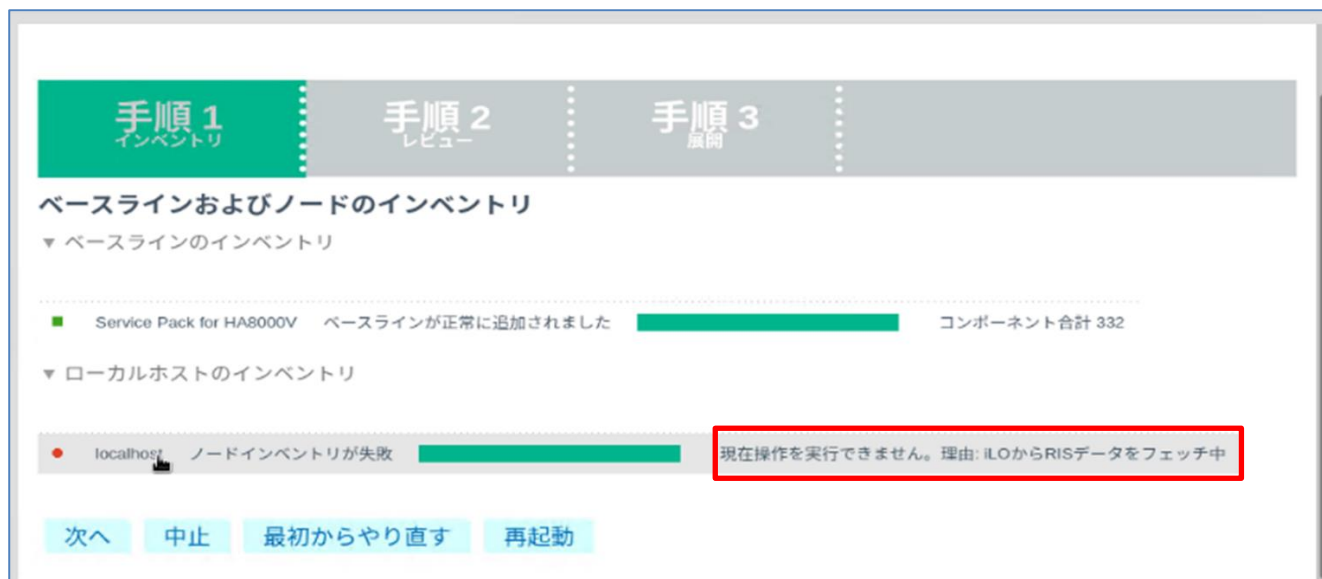 手順 1
インベントリ
手順 2
レビュー
手順 3
展開
ベースラインおよびノードのインベントリ
▼ ベースラインのインベントリ
Service Pack for HA8000V ベースラインが正常に追加されました コンポーネント合計 332
▼ ローカルホストのインベントリ
localhost ノードインベントリが失敗 現在操作を実行できません。理由: iLOからRISデータをフェッチ中
次へ 中止 最初からやり直す 再起動